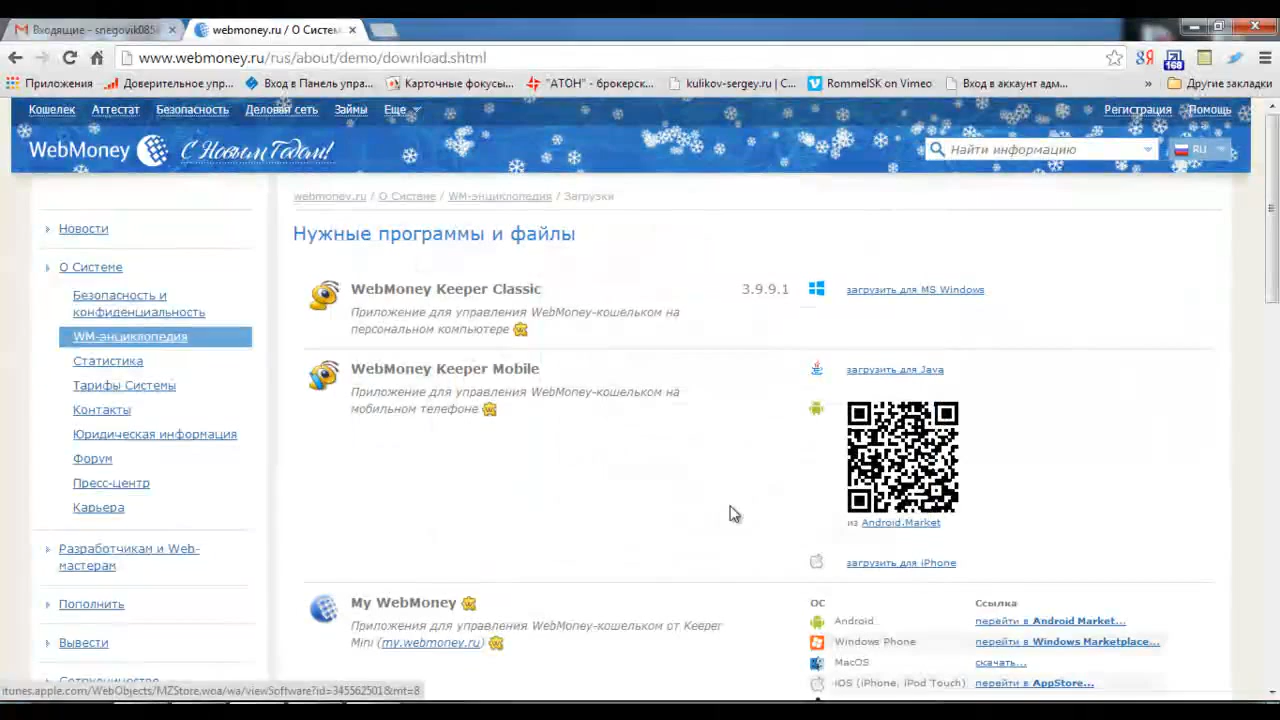 Входящие - snegovik085
webmoney.ru / О Систем
www.webmoney.ru/rus/about/demo/download.shtml
Я
168
Приложения
Доверительное упр...
Вход в Панель упра...
Карточные фокусы...
"АТОН" - брокерск...
kulikov-sergey.ru | С...
RommelSK on Vimeo
Вход в аккаунт адм...
»
Другие закладки
Кошелек
Аттестат
Безопасность
Деловая сеть
Займы
Еще
Регистрация
Помощь
WebMoney
С Новым Годом!
Найти информацию
RU
webmoney.ru / О Системе / WM-энциклопедия / Загрузки
Нужные программы и файлы
Новости
О Системе
Безопасность и
конфиденциальность
WM-энциклопедия
Статистика
Тарифы Системы
Контакты
Юридическая информация
Форум
Пресс-центр
Карьера
Разработчикам и Web-
мастерам
Пополнить
Вывести
Сотрудничество
WebMoney Keeper Classic
3.9.9.1
загрузить для MS Windows
Приложение для управления WebMoney-кошельком на
персональном компьютере
WebMoney Keeper Mobile
загрузить для Java
Приложение для управления WebMoney-кошельком на
мобильном телефоне
из Android.Market
загрузить для iPhone
My WebMoney
Приложения для управления WebMoney-кошельком от Keeper
Mini (my.webmoney.ru)
ОС
Ссылка
Android
перейти в Android Market...
Windows Phone
перейти в Windows Marketplace...
MacOS
скачать...
iOS (iPhone, iPod Touch)
перейти в AppStore...
itunes.apple.com/WebObjects/MZStore.woa/wa/viewSoftware?id=345562501&mt=8